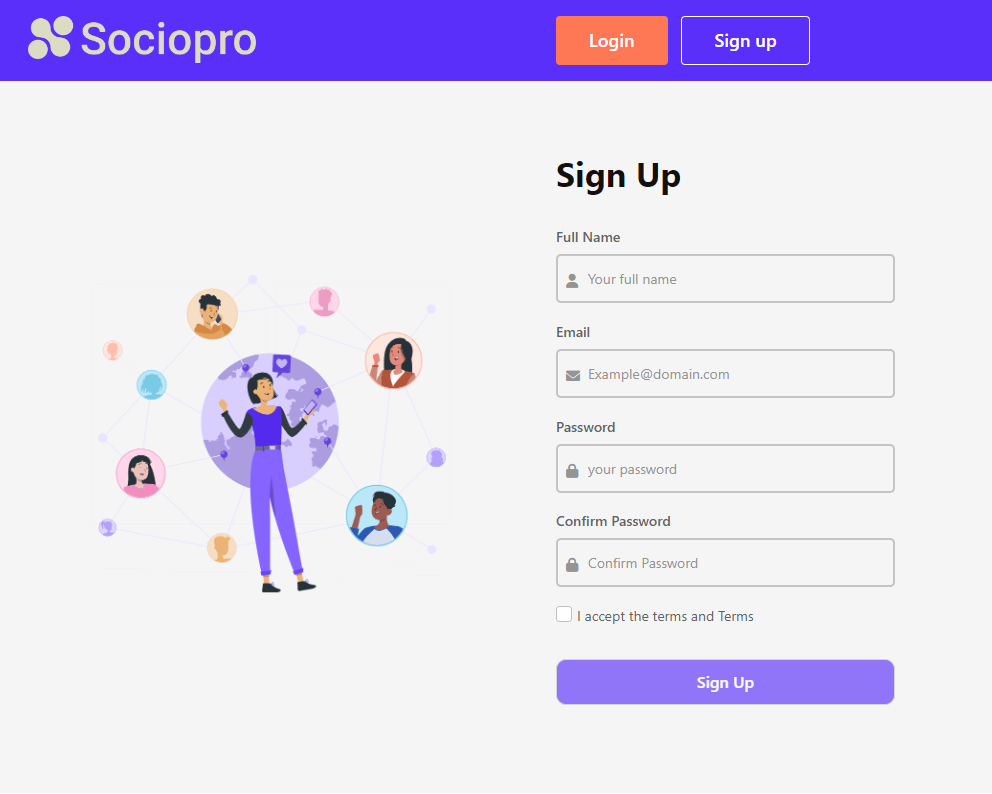 Sociopro
Login
Sign up
Sign Up
Full Name
Your full name
Email
Example@domain.com
Password
your password
Confirm Password
Confirm Password
I accept the terms and Terms
Sign Up